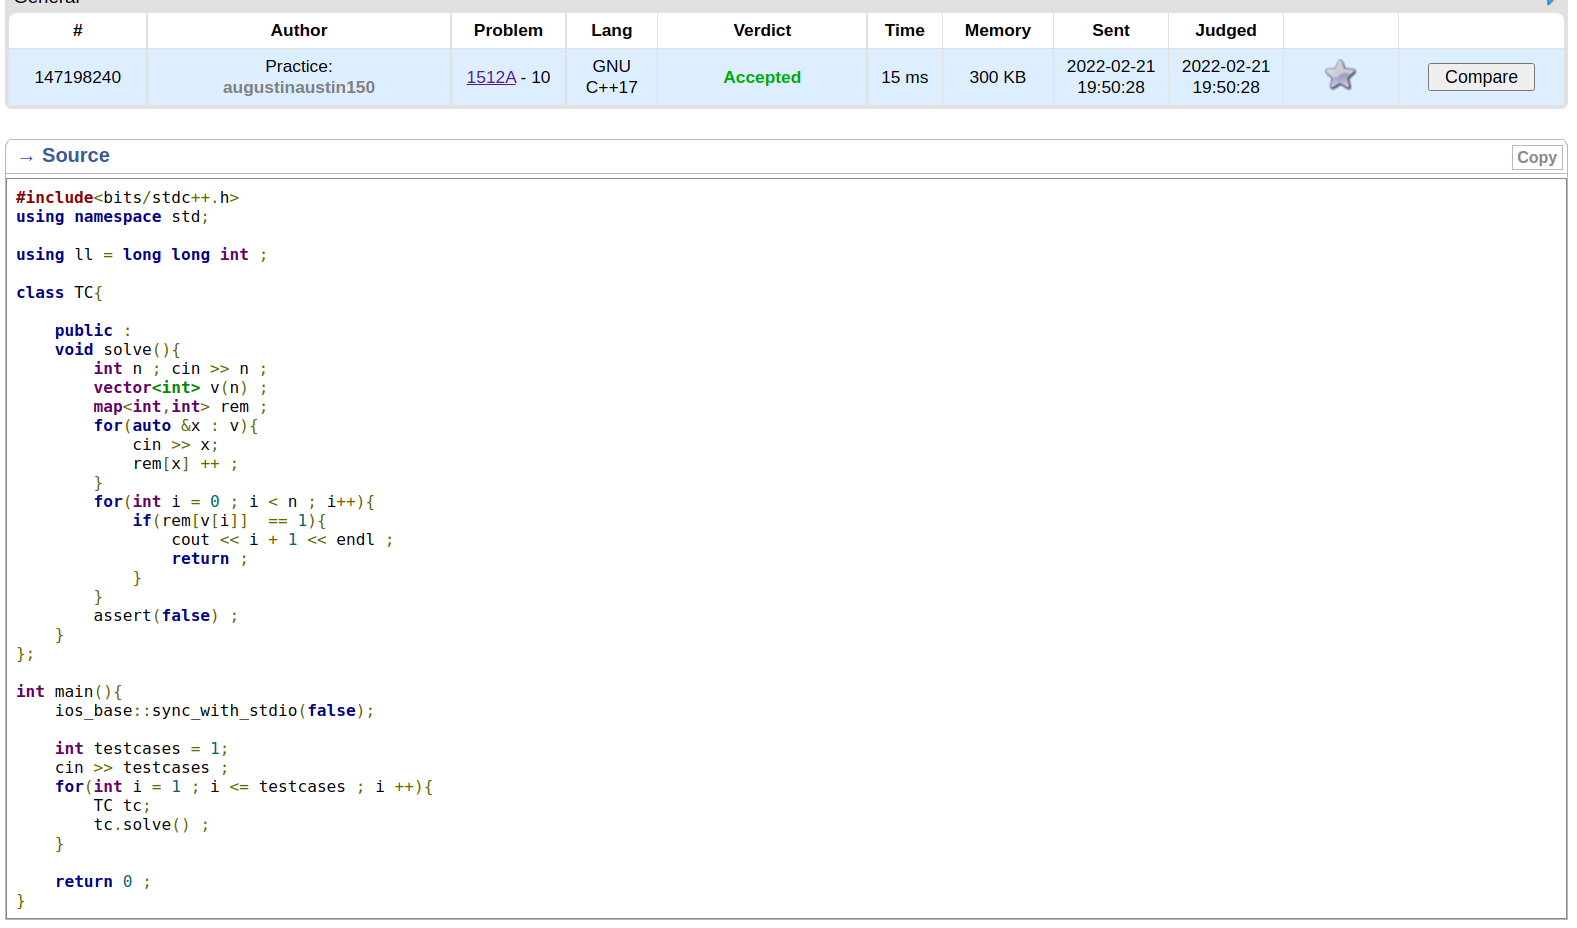 General
# Author Problem Lang Verdict Time Memory Sent Judged
147198240 Practice: augustinaustin150 1512A - 10 GNU C++17 Accepted 15 ms 300 KB 2022-02-21 19:50:28 2022-02-21 19:50:28 Compare
→ Source Copy
#include<bits/stdc++.h>
using namespace std;

using ll = long long int ;

class TC{

    public :
    void solve(){
        int n ; cin >> n ;
        vector<int> v(n) ;
        map<int,int> rem ;
        for(auto &x : v){
            cin >> x;
            rem[x] ++ ;
        }
        for(int i = 0 ; i < n ; i++){
            if(rem[v[i]]  == 1){
                cout << i + 1 << endl ;
                return ;
            }
        }
        assert(false) ;
    }
};

int main(){
    ios_base::sync_with_stdio(false);

    int testcases = 1;
    cin >> testcases ;
    for(int i = 1 ; i <= testcases ; i ++){
        TC tc;
        tc.solve() ;
    }

    return 0 ;
}